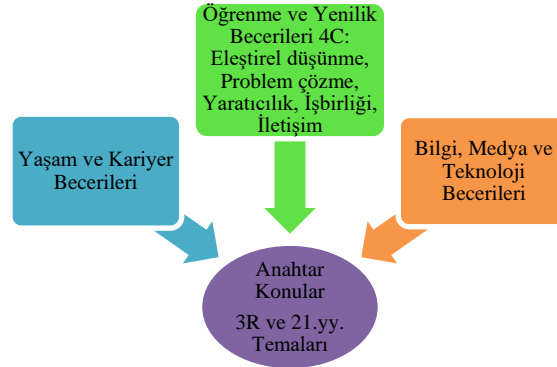 Öğrenme ve Yenilik
Becerileri 4C:
Eleştirel düşünme,
Problem çözme,
Yaratıcılık, İşbirliği,
İletişim
Yaşam ve Kariyer
Becerileri
Bilgi, Medya ve
Teknoloji
Becerileri
Anahtar
Konular
3R ve 21.yy.
Temaları